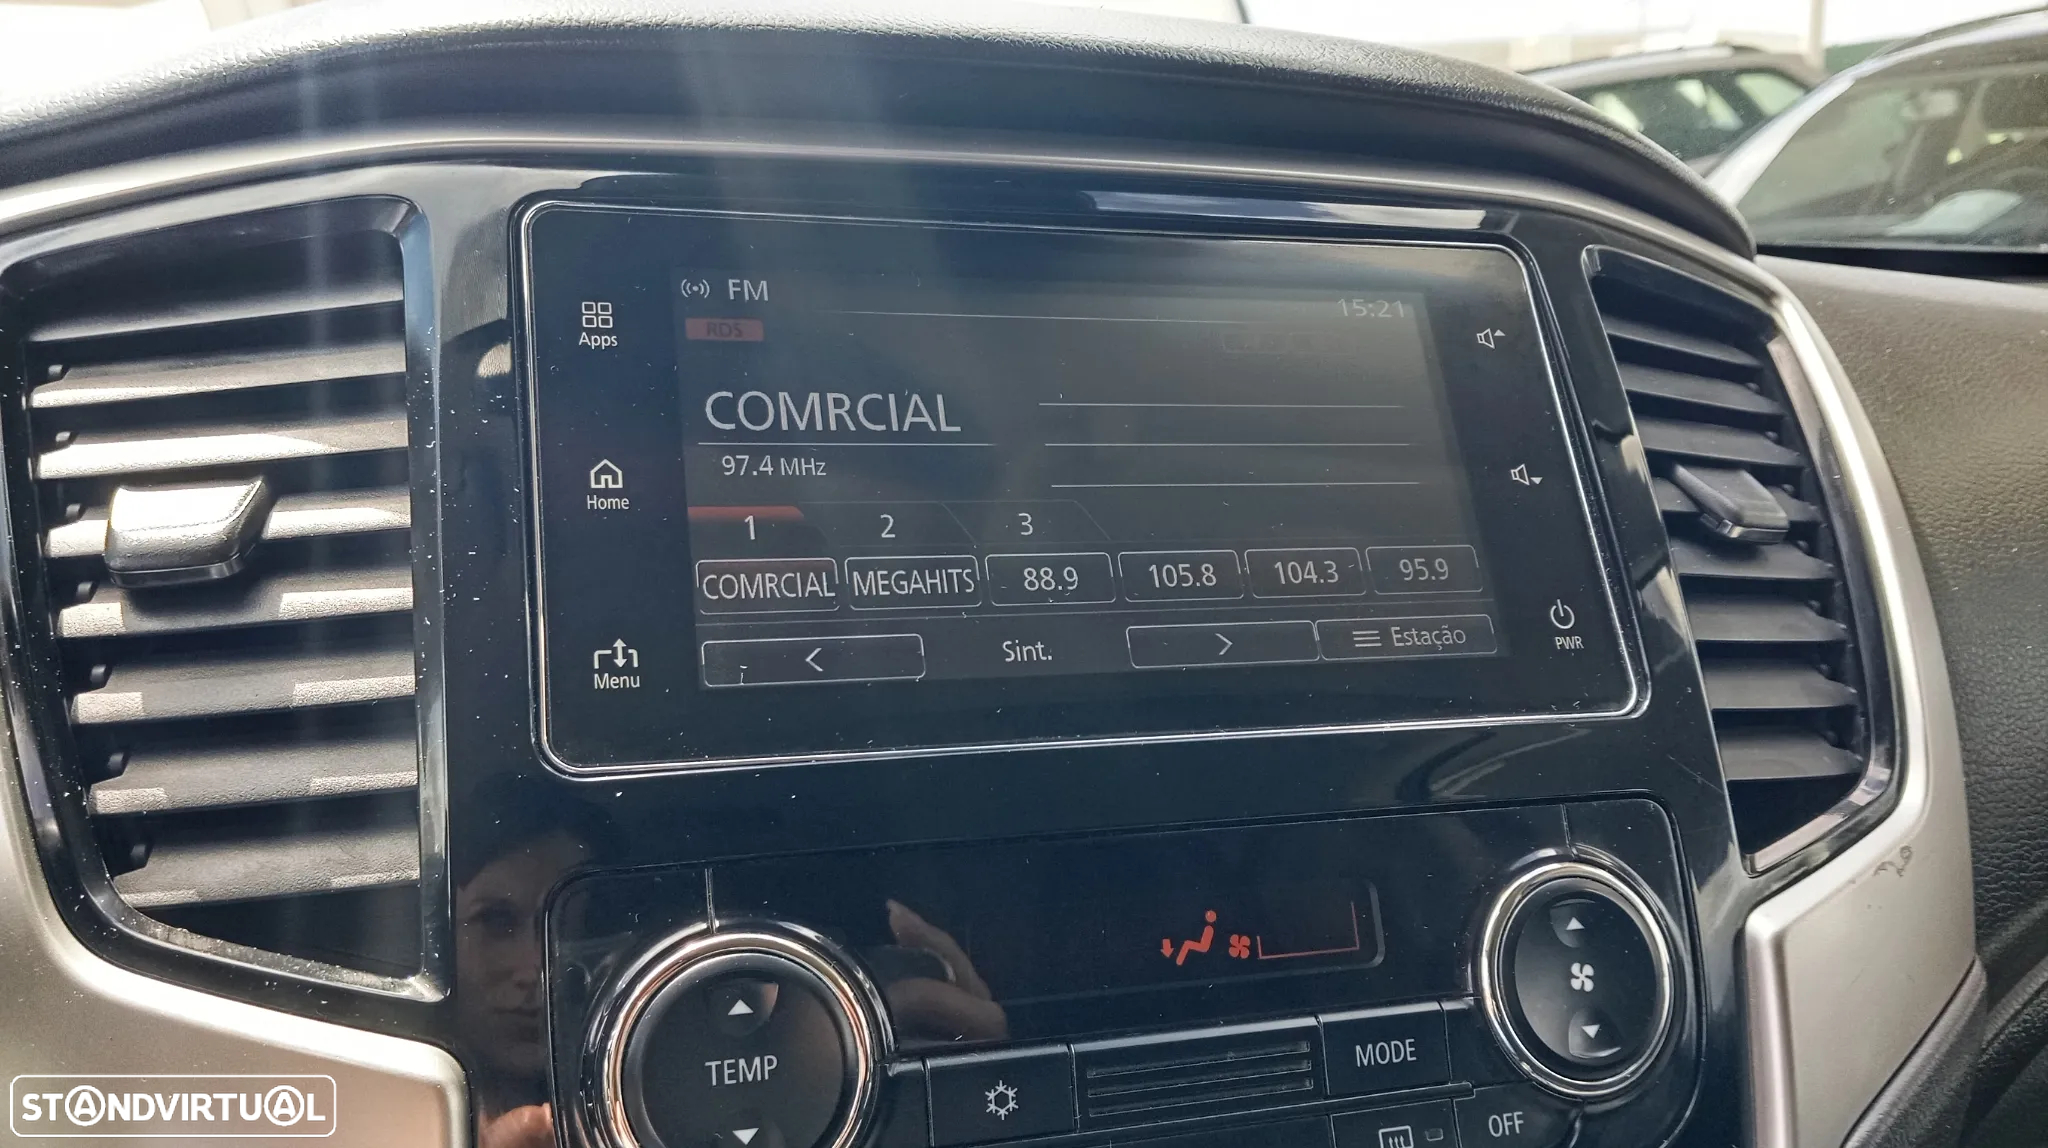 FM
15:21
RDS
Apps
COMRCIAL
97.4 MHz
Home
1 2 3
COMRCIAL MEGAHITS 88.9 105.8 104.3 95.9
< Sint. > Estação
Menu
PWR
TEMP
MODE
OFF
STANDVIRTUAL